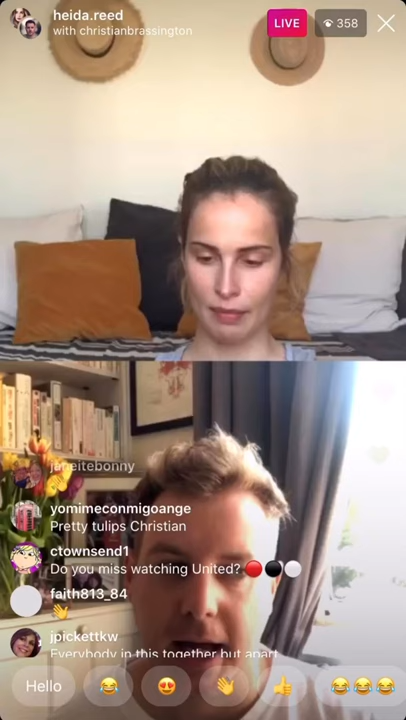 heida.reed
LIVE
358
with christianbrassington
janeitebonny
yomimeconmigoange
Pretty tulips Christian
ctownsend1
Do you miss watching United? 🔴⚫⚪
faith813_84
👋
jpickettkw
Everybody in this together but apart
Hello 😂 😍 👋 👍 😂😂😂